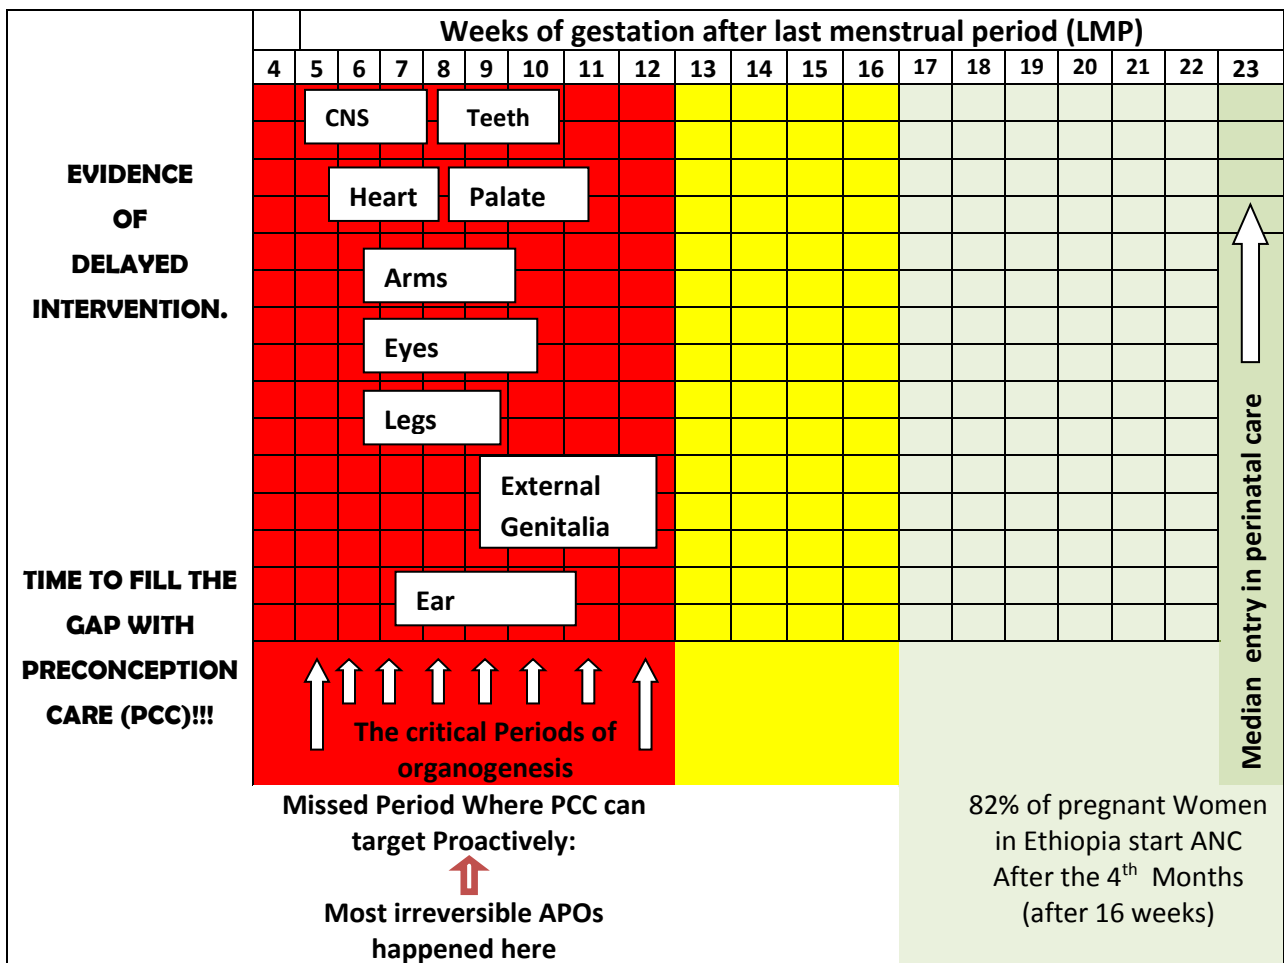 Weeks of gestation after last menstrual period (LMP)
4 5 6 7 8 9 10 11 12 13 14 15 16 17 18 19 20 21 22 23
EVIDENCE
OF
DELAYED
INTERVENTION.
TIME TO FILL THE
GAP WITH
PRECONCEPTION
CARE (PCC)!!!
CNS
Teeth
Heart
Palate
Arms
Eyes
Legs
External
Genitalia
Ear
The critical Periods of
organogenesis
Median entry in perinatal care
Missed Period Where PCC can
target Proactively:
Most irreversible APOs
happened here
82% of pregnant Women
in Ethiopia start ANC
After the 4th Months
(after 16 weeks)